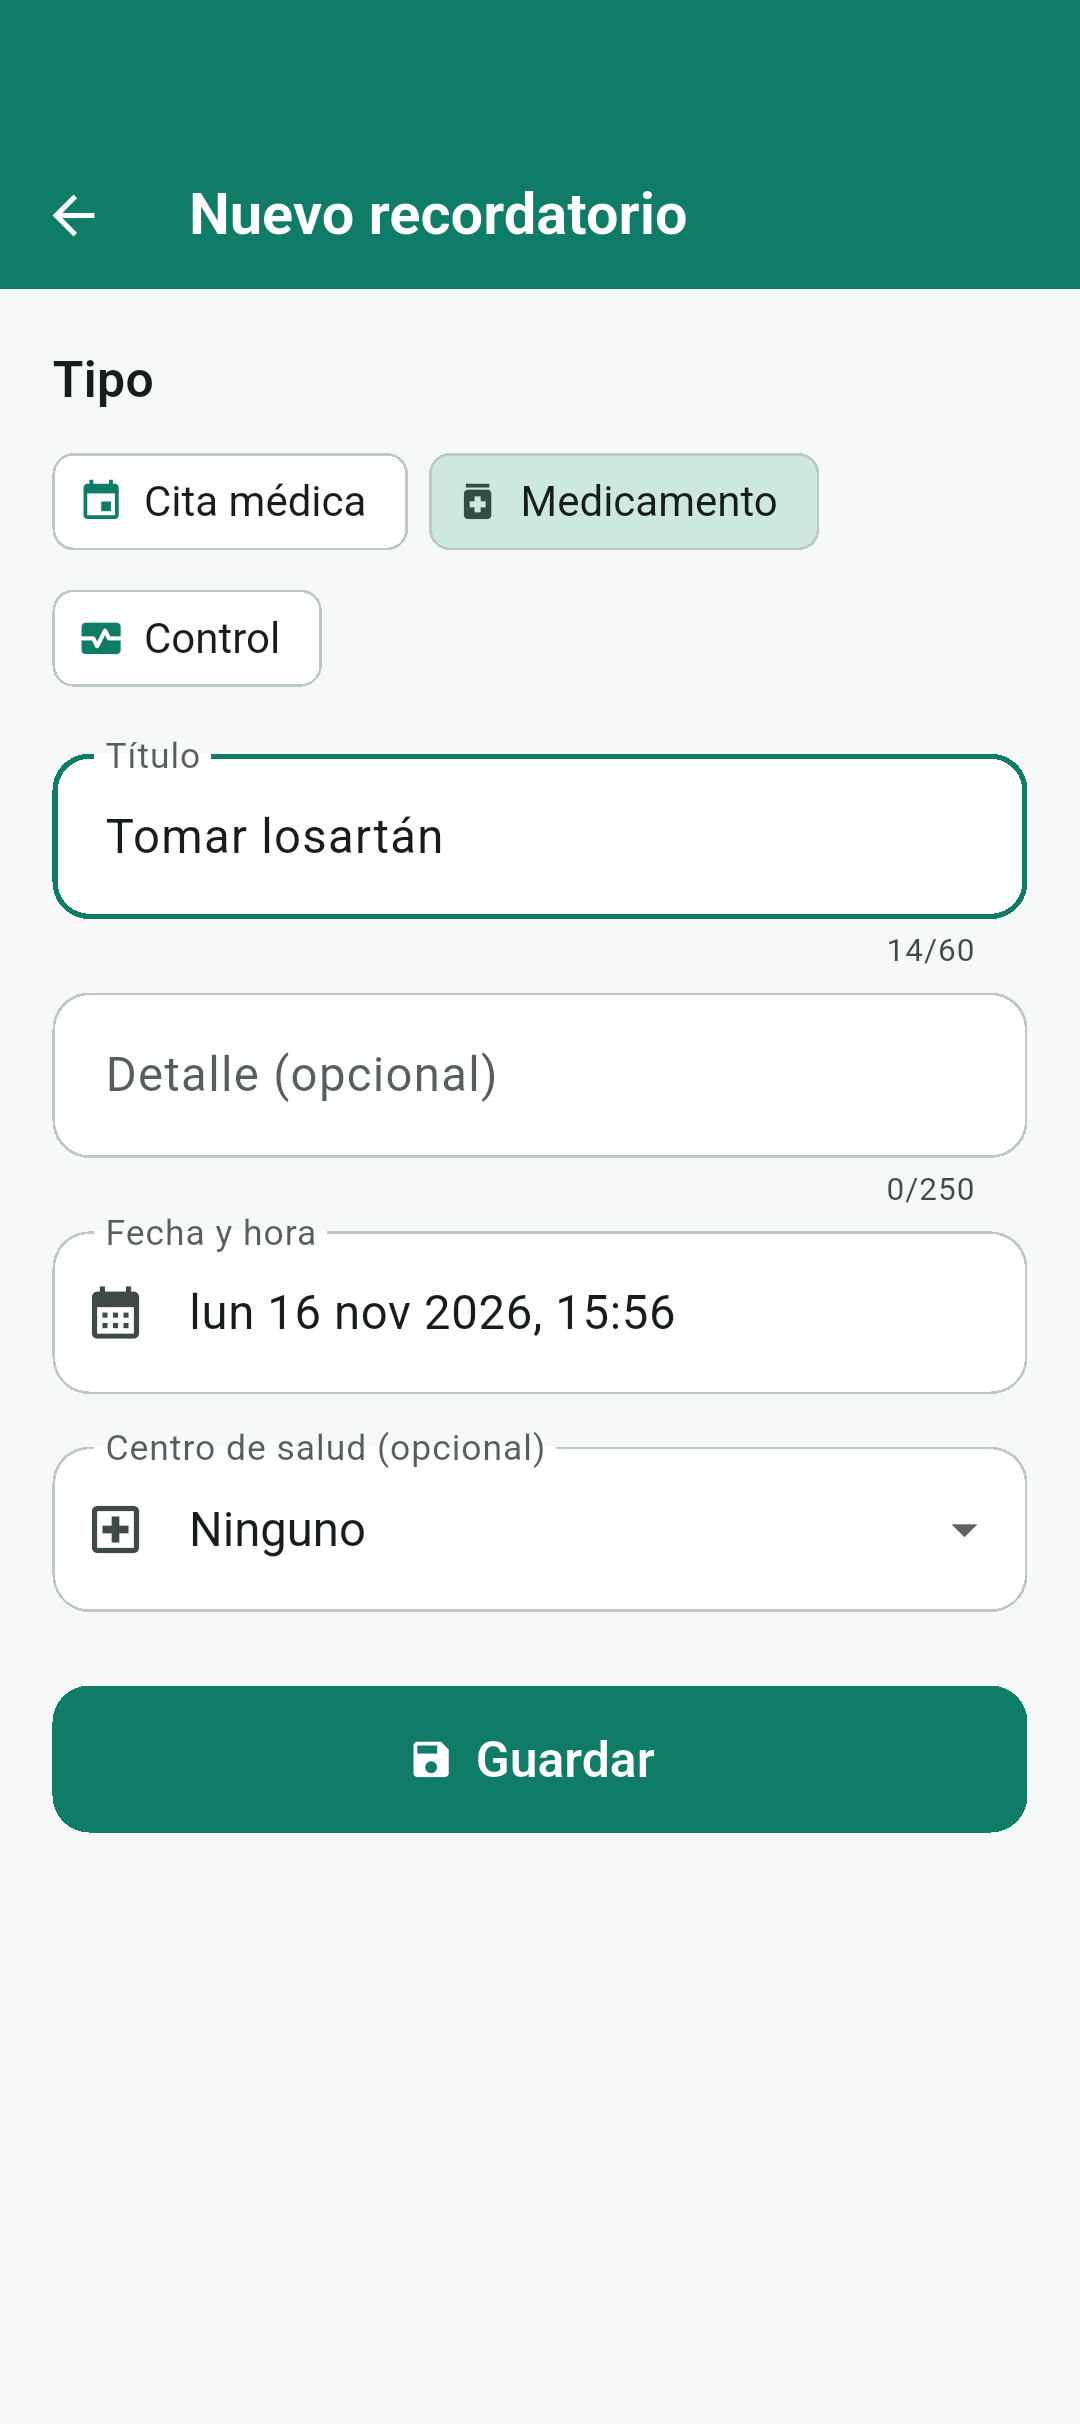 Nuevo recordatorio
Tipo
Cita médica
Medicamento
Control
Título
Tomar losartán
14/60
Detalle (opcional)
0/250
Fecha y hora
lun 16 nov 2026, 15:56
Centro de salud (opcional)
Ninguno
Guardar